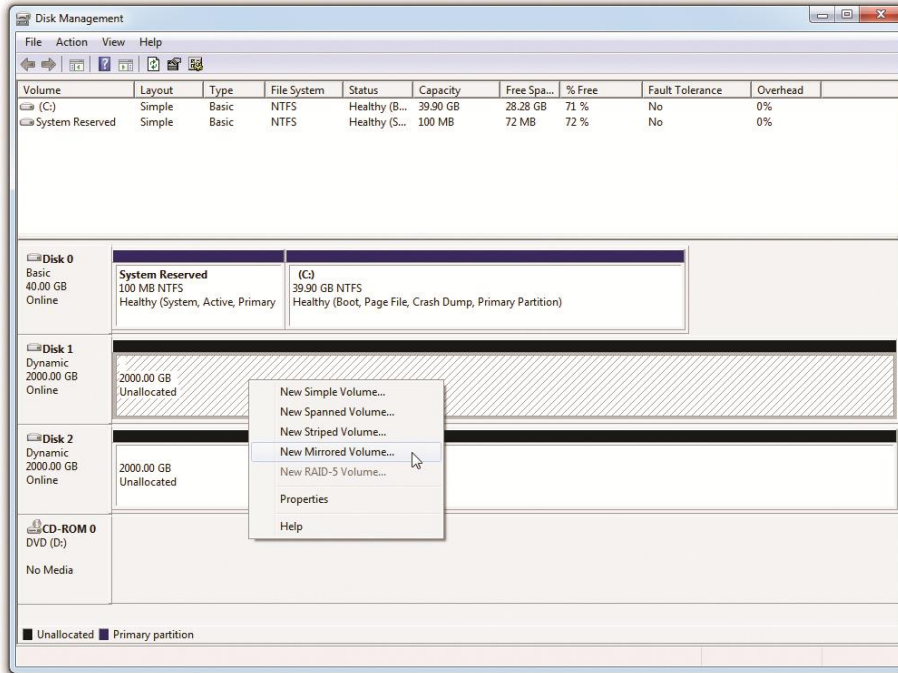 Disk Management
File Action View Help
Volume Layout Type File System Status Capacity Free Spa... % Free Fault Tolerance Overhead
(C:) Simple Basic NTFS Healthy (B... 39.90 GB 28.28 GB 71 % No 0%
System Reserved Simple Basic NTFS Healthy (S... 100 MB 72 MB 72 % No 0%
Disk 0
Basic
40.00 GB
Online
System Reserved
100 MB NTFS
Healthy (System, Active, Primary
(C:)
39.90 GB NTFS
Healthy (Boot, Page File, Crash Dump, Primary Partition)
Disk 1
Dynamic
2000.00 GB
Online
2000.00 GB
Unallocated
New Simple Volume...
New Spanned Volume...
New Striped Volume...
New Mirrored Volume...
New RAID-5 Volume...
Properties
Help
Disk 2
Dynamic
2000.00 GB
Online
2000.00 GB
Unallocated
CD-ROM 0
DVD (D:)
No Media
Unallocated Primary partition